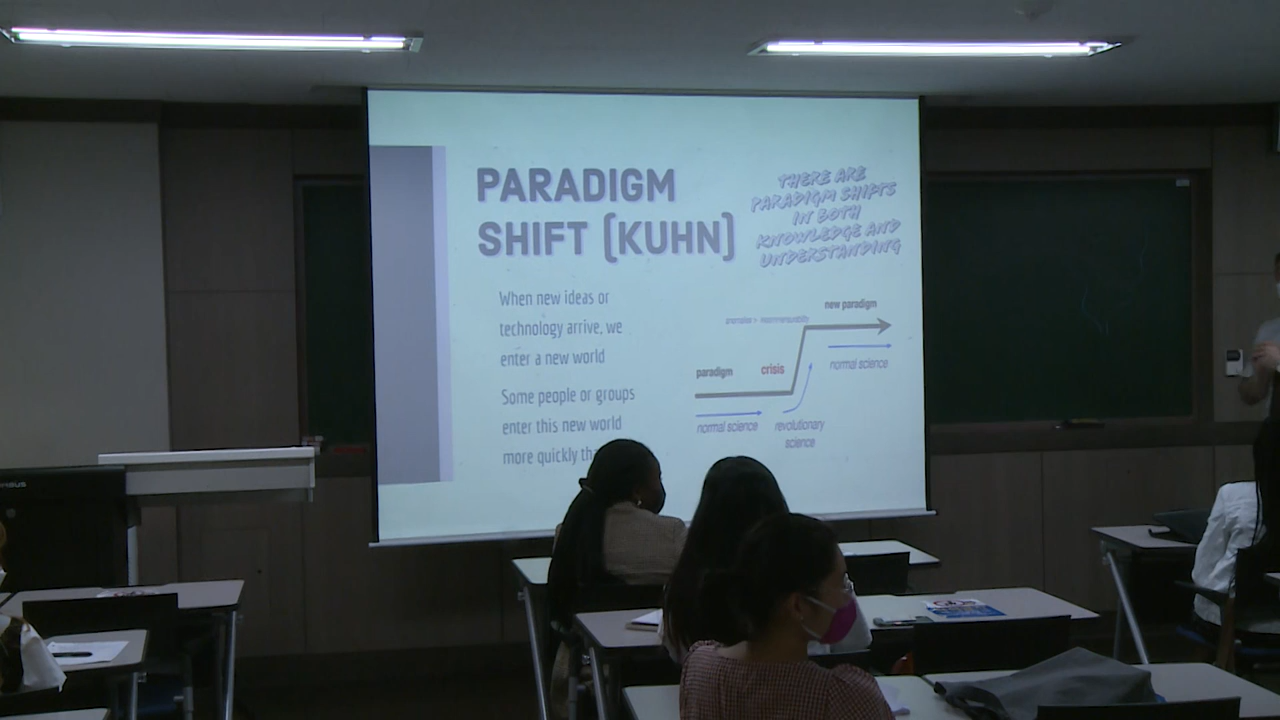 PARADIGM
SHIFT (KUHN)
THERE ARE
PARADIGM SHIFTS
IN BOTH
KNOWLEDGE AND
UNDERSTANDING
When new ideas or
technology arrive, we
enter a new world
Some people or groups
enter this new world
more quickly
new paradigm
normal science
paradigm
crisis
normal science
revolutionary
science